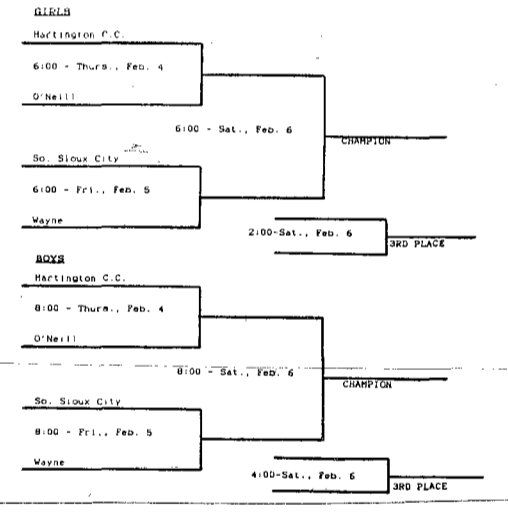 GIRLS
Hartington C.C.
6:00 - Thurs., Feb. 4
O'Neill
6:00 - Sat., Feb. 6
CHAMPION
So. Sioux City
6:00 - Fri., Feb. 5
Wayne
2:00-Sat., Feb. 6
3RD PLACE
BOYS
Hartington C.C.
8:00 - Thurs., Feb. 4
O'Neill
8:00 - Sat., Feb. 6
CHAMPION
So. Sioux City
8:00 - Fri., Feb. 5
Wayne
4:00-Sat., Feb. 6
3RD PLACE